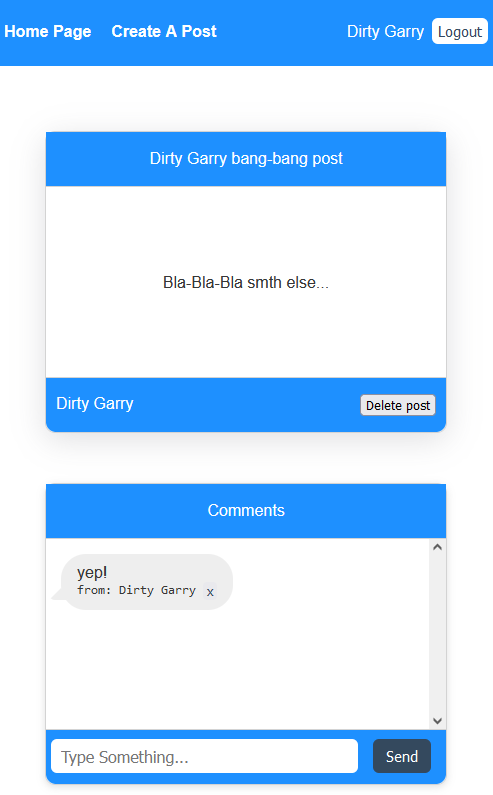 Home Page Create A Post Dirty Garry Logout
Dirty Garry bang-bang post
Bla-Bla-Bla smth else...
Dirty Garry Delete post
Comments
yep!
from: Dirty Garry x
Type Something... Send